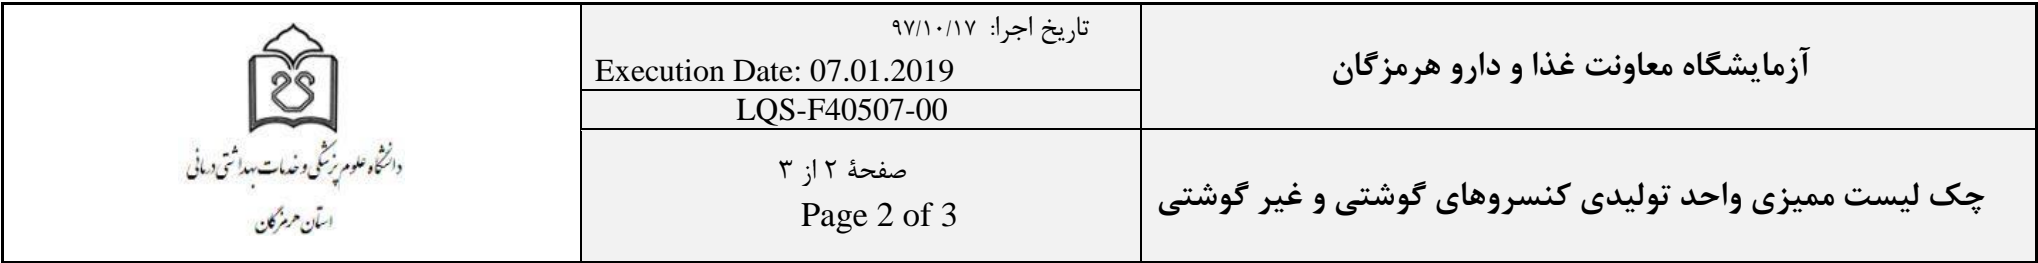 آزمایشگاه معاونت غذا و دارو هرمزگان
تاریخ اجرا: ۹۷/۱۰/۱۷
Execution Date: 07.01.2019
LQS-F40507-00
چک لیست ممیزی واحد تولیدی کنسروهای گوشتی و غیر گوشتی
صفحهٔ ۲ از ۳
Page 2 of 3
دانشگاه علوم پزشکی و خدمات بهداشتی درمانی
استان هرمزگان